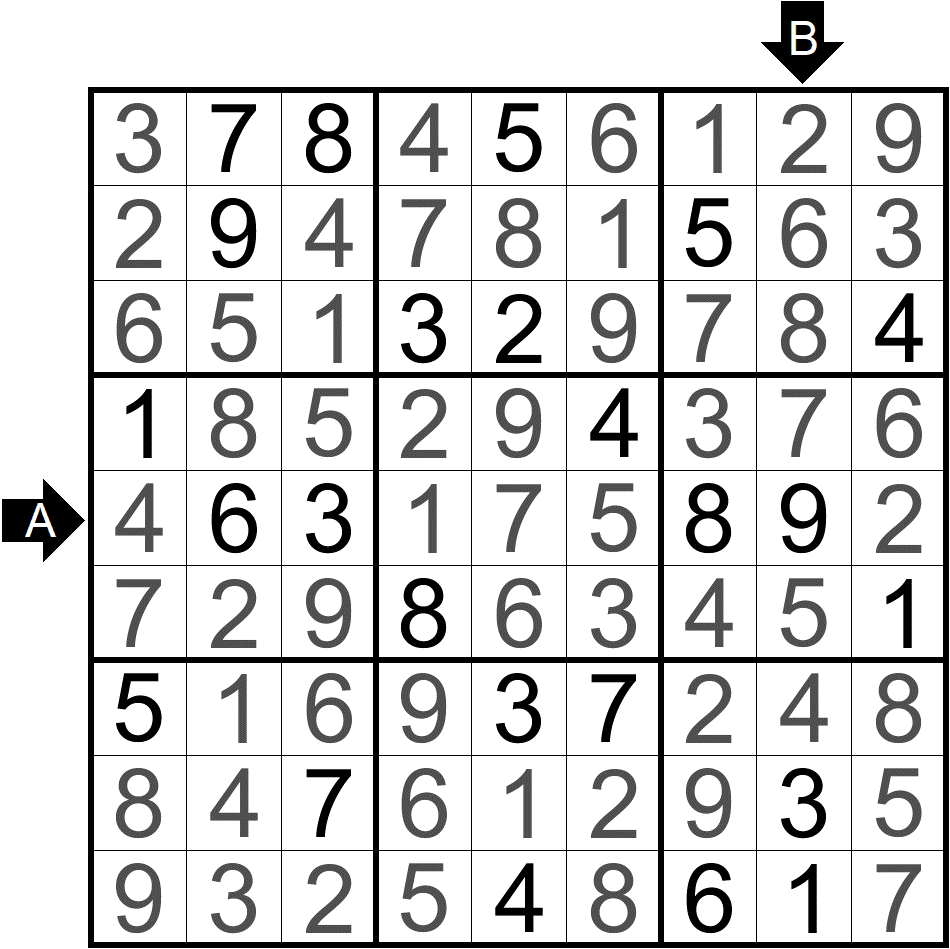 B
3 7 8 4 5 6 1 2 9
2 9 4 7 8 1 5 6 3
6 5 1 3 2 9 7 8 4
1 8 5 2 9 4 3 7 6
A 4 6 3 1 7 5 8 9 2
7 2 9 8 6 3 4 5 1
5 1 6 9 3 7 2 4 8
8 4 7 6 1 2 9 3 5
9 3 2 5 4 8 6 1 7